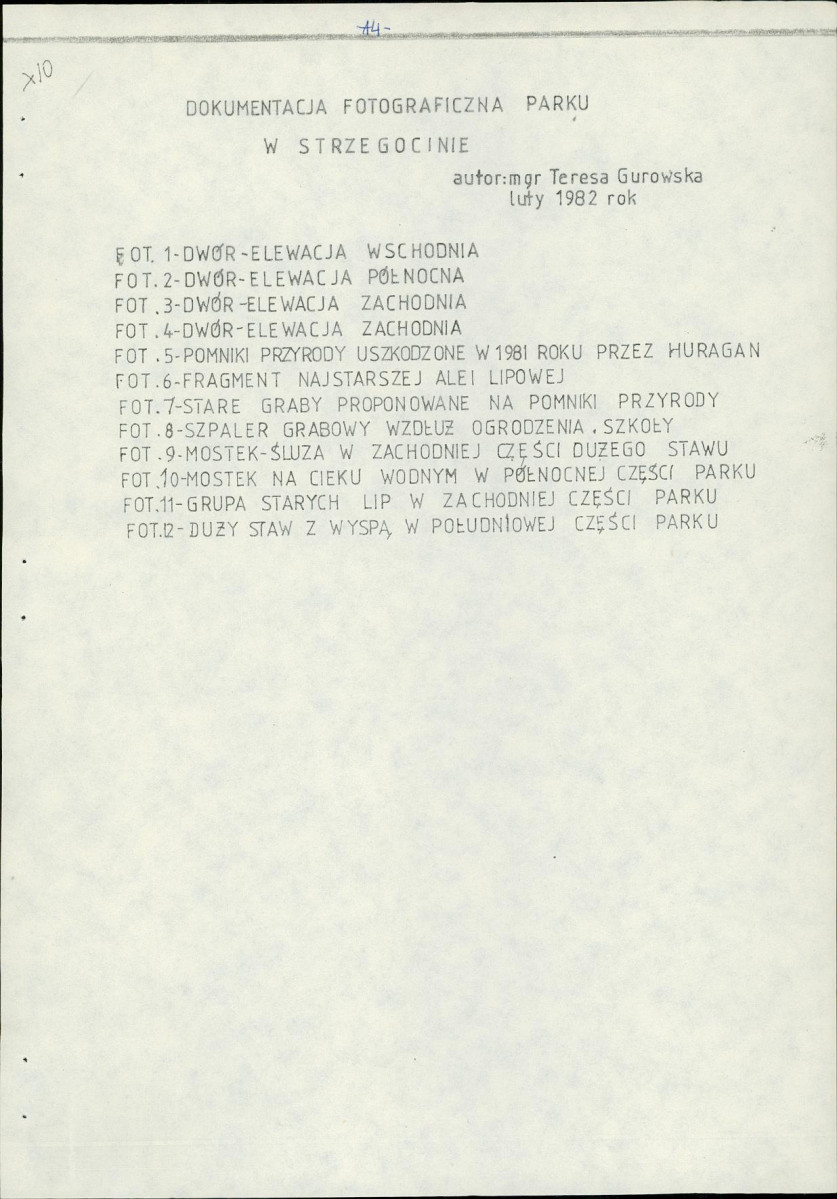 A4-
x10
DOKUMENTACJA FOTOGRAFICZNA PARKU
W STRZEGOCINIE
autor:mgr Teresa Gurowska
luty 1982 rok
FOT. 1-DWÓR-ELEWACJA WSCHODNIA
FOT. 2-DWÓR-ELEWACJA PÓŁNOCNA
FOT .3-DWÓR-ELEWACJA ZACHODNIA
FOT .4-DWÓR-ELEWACJA ZACHODNIA
FOT .5-POMNIKI PRZYRODY USZKODZONE W 1981 ROKU PRZEZ HURAGAN
FOT .6-FRAGMENT NAJSTARSZEJ ALEI LIPOWEJ
FOT .7-STARE GRABY PROPONOWANE NA POMNIKI PRZYRODY
FOT .8-SZPALER GRABOWY WZDŁUŻ OGRODZENIA . SZKOŁY
FOT .9-MOSTEK-ŚLUZA W ZACHODNIEJ CZĘŚCI DUŻEGO STAWU
FOT .10-MOSTEK NA CIEKU WODNYM W PÓŁNOCNEJ CZĘŚCI PARKU
FOT.11-GRUPA STARYCH LIP W ZACHODNIEJ CZĘŚCI PARKU
FOT.12-DUŻY STAW Z WYSPĄ W POŁUDNIOWEJ CZĘŚCI PARKU